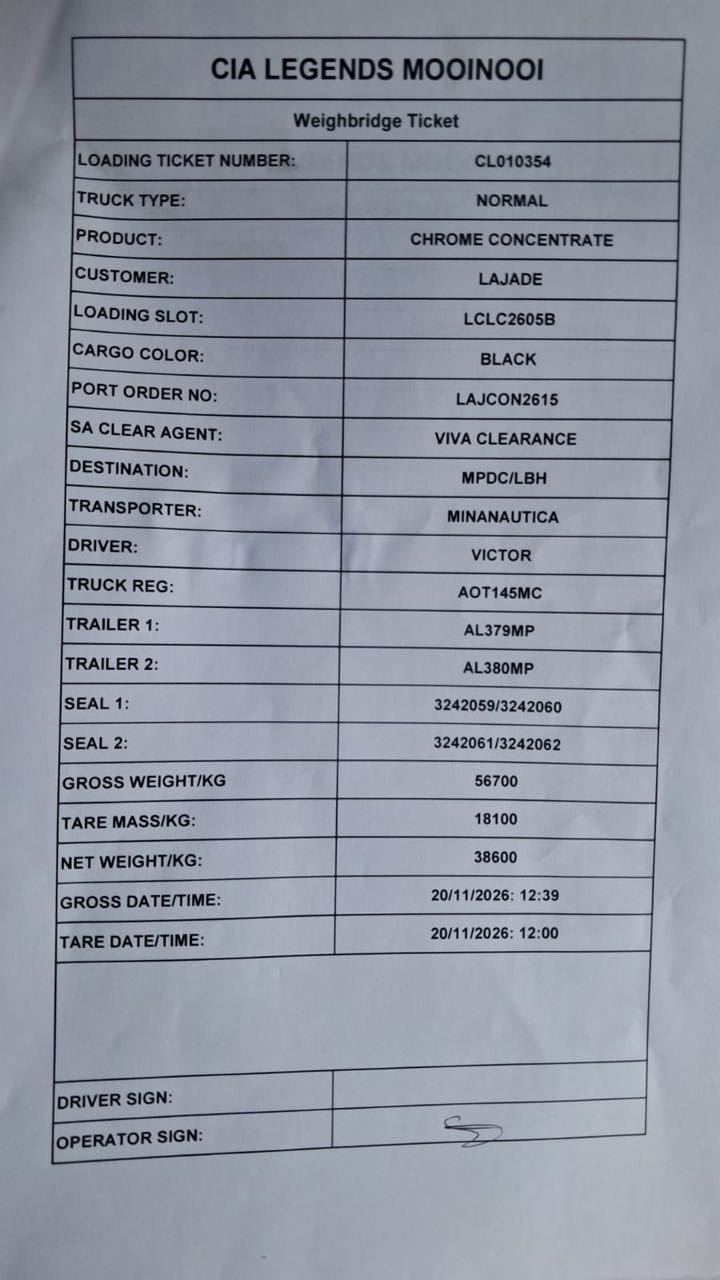 CIA LEGENDS MOOINOOI
Weighbridge Ticket
LOADING TICKET NUMBER: CL010354
TRUCK TYPE: NORMAL
PRODUCT: CHROME CONCENTRATE
CUSTOMER: LAJADE
LOADING SLOT: LCLC2605B
CARGO COLOR: BLACK
PORT ORDER NO: LAJCON2615
SA CLEAR AGENT: VIVA CLEARANCE
DESTINATION: MPDC/LBH
TRANSPORTER: MINANAUTICA
DRIVER: VICTOR
TRUCK REG: AOT145MC
TRAILER 1: AL379MP
TRAILER 2: AL380MP
SEAL 1: 3242059/3242060
SEAL 2: 3242061/3242062
GROSS WEIGHT/KG 56700
TARE MASS/KG: 18100
NET WEIGHT/KG: 38600
GROSS DATE/TIME: 20/11/2026: 12:39
TARE DATE/TIME: 20/11/2026: 12:00
DRIVER SIGN:
OPERATOR SIGN: